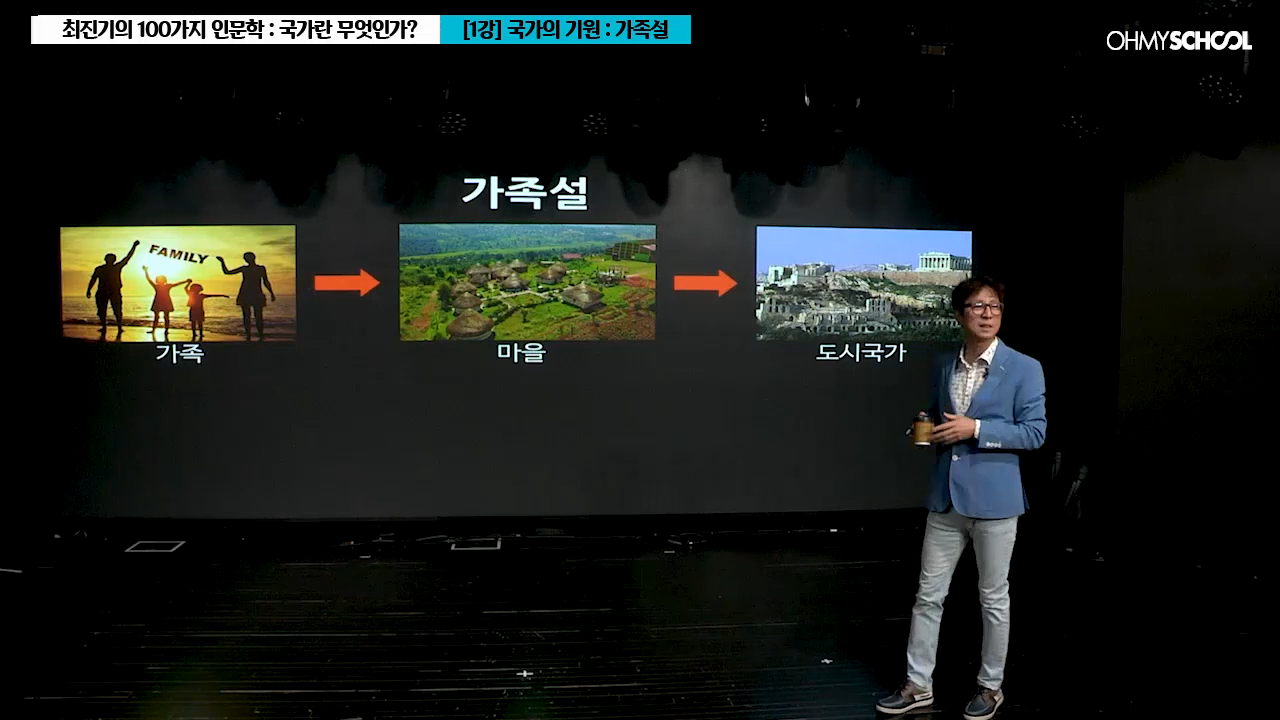 최진기의 100가지 인문학 : 국가란 무엇인가?
[1강] 국가의 기원 : 가족설
OHMYSCHOOL
가족설
FAMILY
가족
마을
도시국가